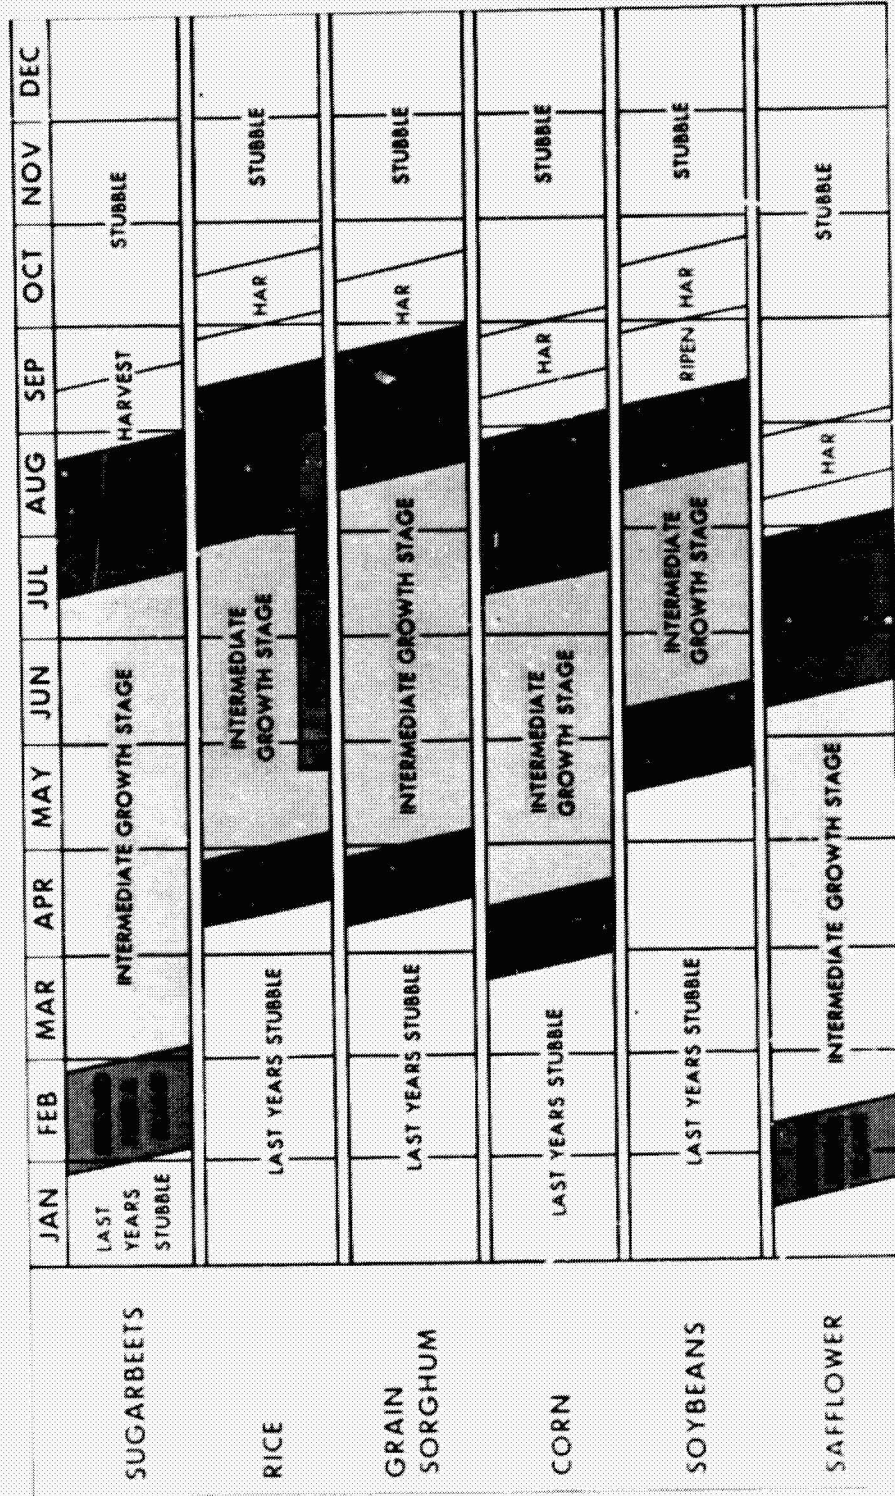 JAN FEB MAR APR MAY JUN JUL AUG SEP OCT NOV DEC
SUGARBEETS
LAST
YEARS
STUBBLE
INTERMEDIATE GROWTH STAGE
HARVEST
STUBBLE
RICE
LAST YEARS STUBBLE
INTERMEDIATE
GROWTH STAGE
HAR
STUBBLE
GRAIN
SORGHUM
LAST YEARS STUBBLE
INTERMEDIATE GROWTH STAGE
HAR
STUBBLE
CORN
LAST YEARS STUBBLE
INTERMEDIATE
GROWTH STAGE
HAR
STUBBLE
SOYBEANS
LAST YEARS STUBBLE
INTERMEDIATE
GROWTH STAGE
RIPEN
HAR
STUBBLE
SAFFLOWER
INTERMEDIATE GROWTH STAGE
HAR
STUBBLE